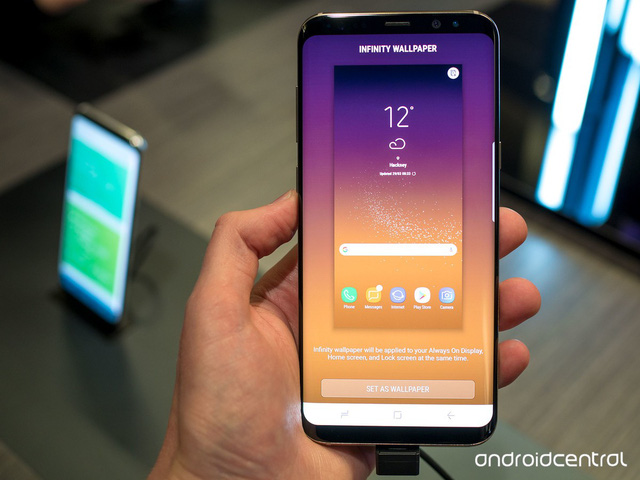 INFINITY WALLPAPER
12°
Hackney
Phone Messages Internet Play Store Camera
Infinity wallpaper will be applied to your Always On Display,
Home screen, and Lock screen at the same time.
SET AS WALLPAPER
androidcentral